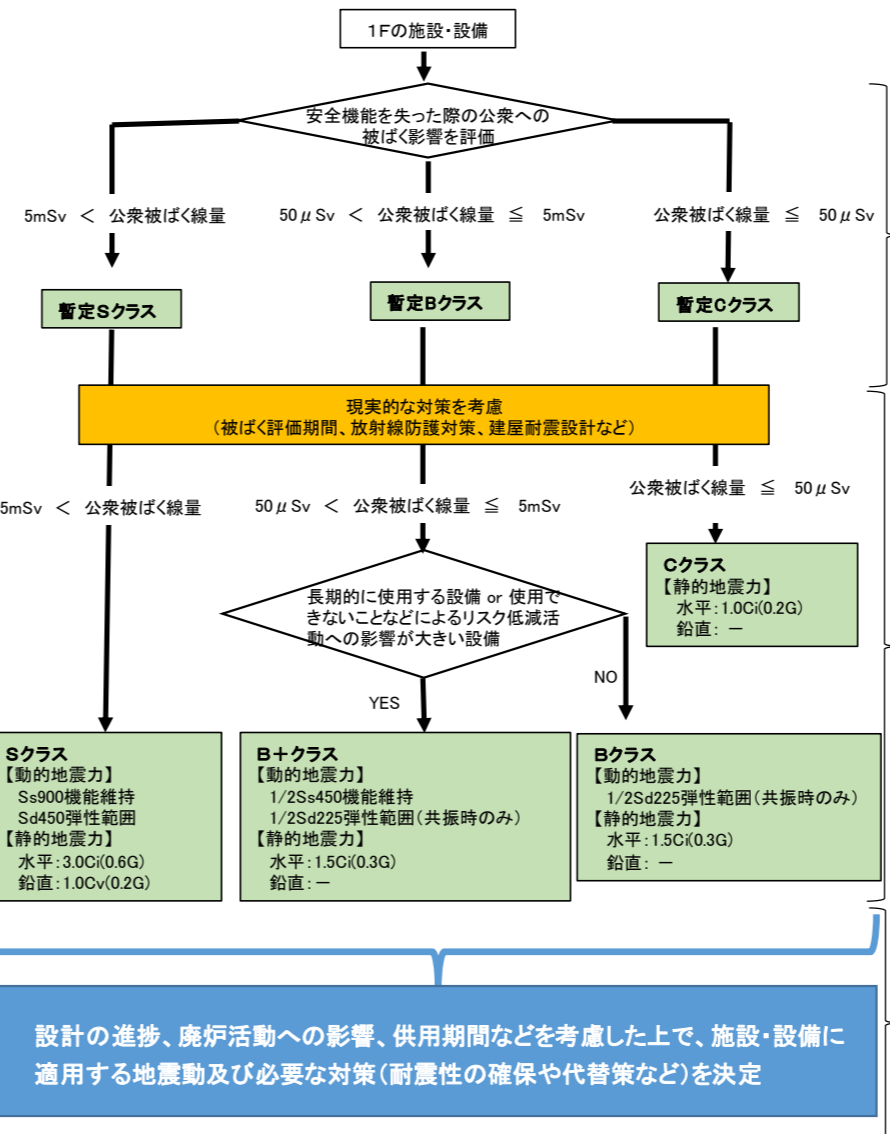 1Fの施設・設備
安全機能を失った際の公衆への
被ばく影響を評価
5mSv ＜ 公衆被ばく線量
50μSv ＜ 公衆被ばく線量 ≦ 5mSv
公衆被ばく線量 ≦ 50μSv
暫定Sクラス
暫定Bクラス
暫定Cクラス
現実的な対策を考慮
(被ばく評価期間、放射線防護対策、建屋耐震設計など)
5mSv ＜ 公衆被ばく線量
50μSv ＜ 公衆被ばく線量 ≦ 5mSv
公衆被ばく線量 ≦ 50μSv
Cクラス
【静的地震力】
水平:1.0Ci(0.2G)
鉛直: －
長期的に使用する設備 or 使用で
きないことなどによるリスク低減活
動への影響が大きい設備
YES
NO
Sクラス
【動的地震力】
Ss900機能維持
Sd450弾性範囲
【静的地震力】
水平:3.0Ci(0.6G)
鉛直:1.0Cv(0.2G)
B＋クラス
【動的地震力】
1/2Ss450機能維持
1/2Sd225弾性範囲(共振時のみ)
【静的地震力】
水平:1.5Ci(0.3G)
鉛直:－
Bクラス
【動的地震力】
1/2Sd225弾性範囲(共振時のみ)
【静的地震力】
水平:1.5Ci(0.3G)
鉛直: －
設計の進捗、廃炉活動への影響、供用期間などを考慮した上で、施設・設備に
適用する地震動及び必要な対策(耐震性の確保や代替策など)を決定